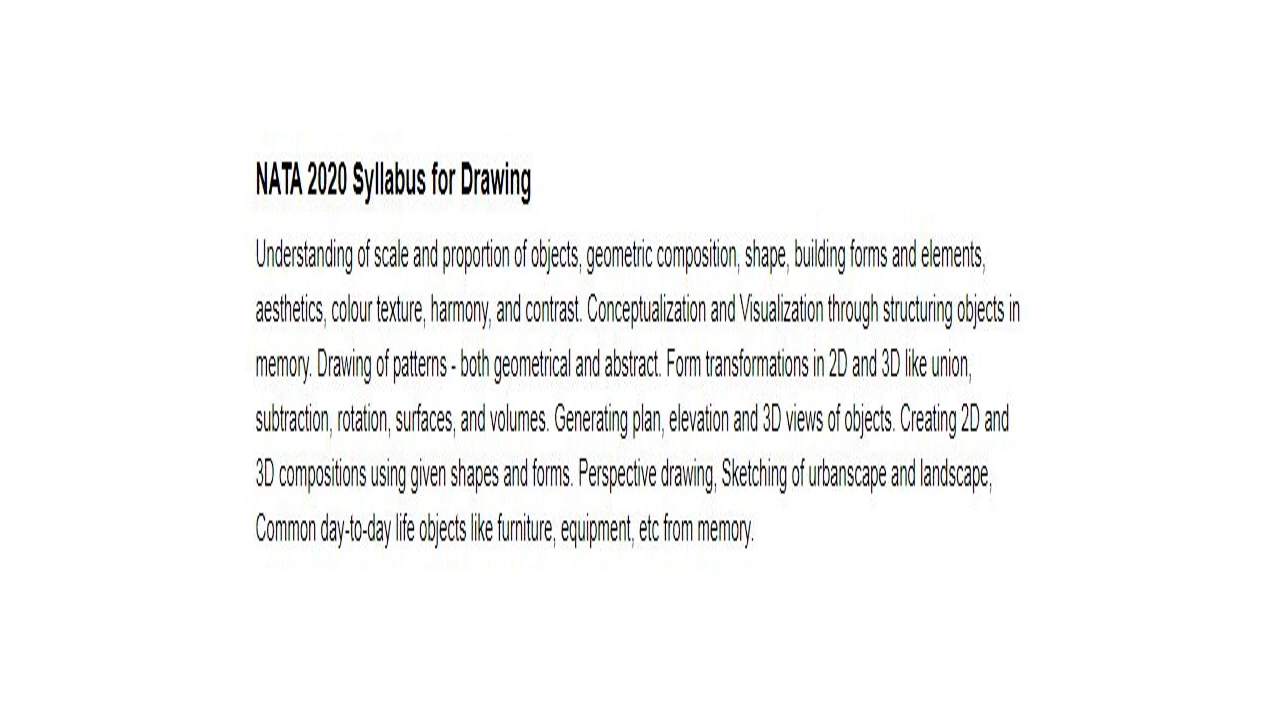 NATA 2020 Syllabus for Drawing
Understanding of scale and proportion of objects, geometric composition, shape, building forms and elements,
aesthetics, colour texture, harmony, and contrast. Conceptualization and Visualization through structuring objects in
memory. Drawing of patterns - both geometrical and abstract. Form transformations in 2D and 3D like union,
subtraction, rotation, surfaces, and volumes. Generating plan, elevation and 3D views of objects. Creating 2D and
3D compositions using given shapes and forms. Perspective drawing, Sketching of urbanscape and landscape,
Common day-to-day life objects like furniture, equipment, etc from memory.